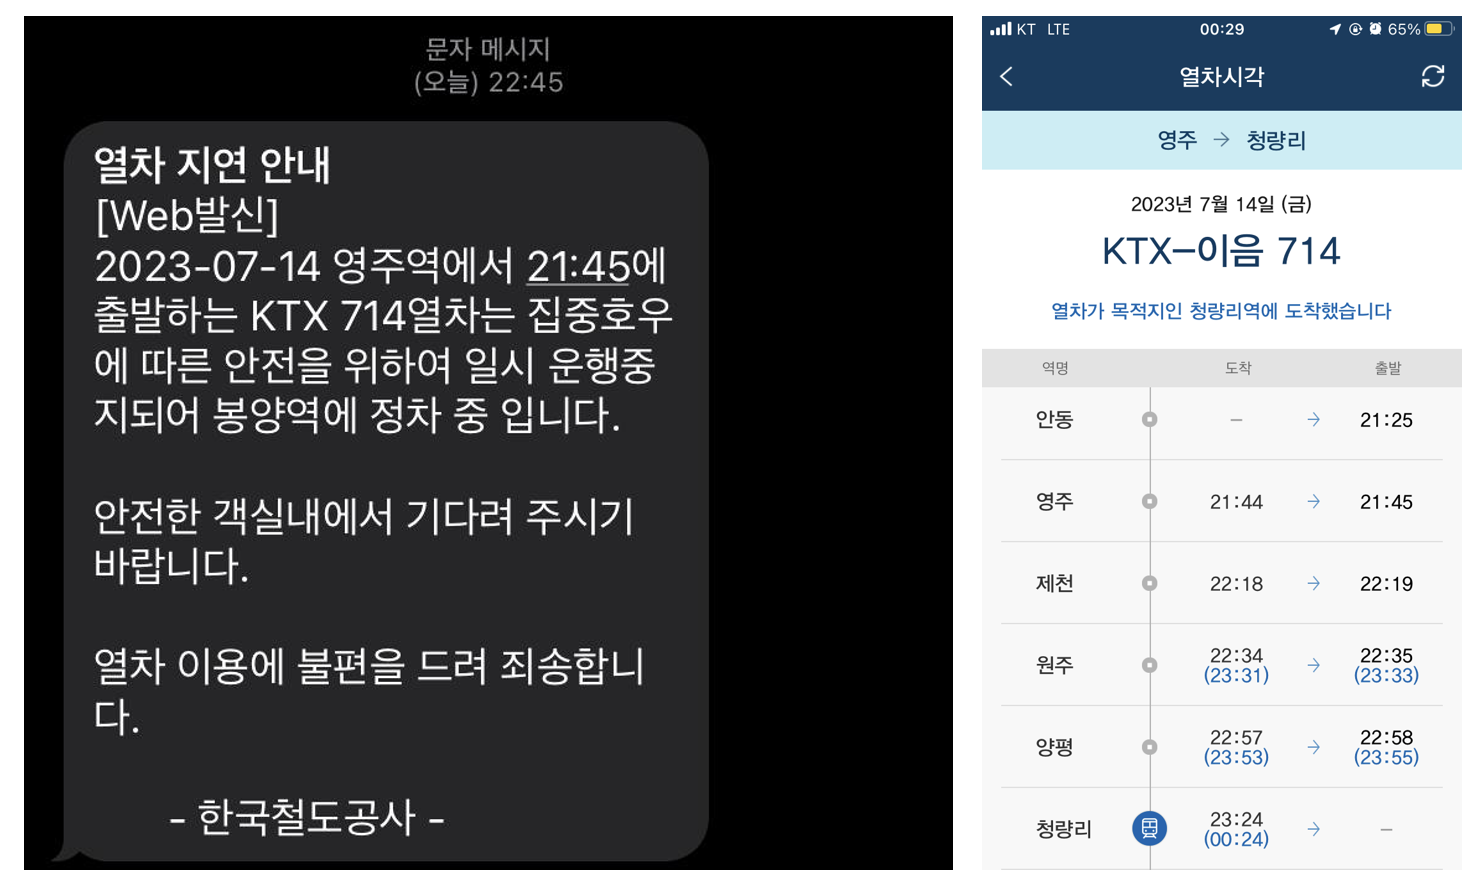 문자 메시지
(오늘) 22:45
열차 지연 안내
[Web발신]
2023-07-14 영주역에서 21:45에
출발하는 KTX 714열차는 집중호우
에 따른 안전을 위하여 일시 운행중
지되어 봉양역에 정차 중 입니다.
안전한 객실내에서 기다려 주시기
바랍니다.
열차 이용에 불편을 드려 죄송합니
다.
- 한국철도공사 -
KT LTE 00:29 65%
열차시각
영주 → 청량리
2023년 7월 14일 (금)
KTX-이음 714
열차가 목적지인 청량리역에 도착했습니다
역명 도착 출발
안동 - → 21:25
영주 21:44 → 21:45
제천 22:18 → 22:19
원주 22:34 → 22:35
(23:31) (23:33)
양평 22:57 → 22:58
(23:53) (23:55)
청량리 23:24 → -
(00:24)